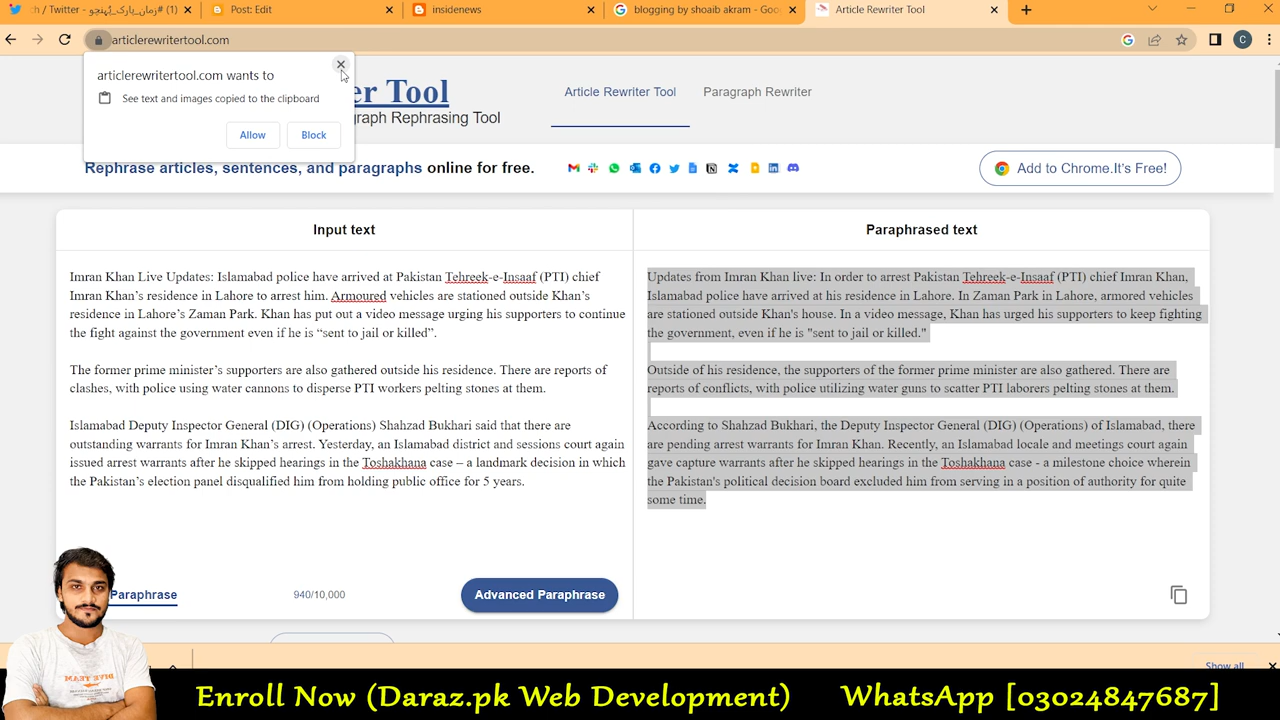 (1) #زمان_پارک_پُہنچو - ch / Twitter
Post: Edit
insidenews
blogging by shoaib akram - Goo
Article Rewriter Tool
articlerewritertool.com
C
articlerewritertool.com wants to
See text and images copied to the clipboard
Allow
Block
er Tool
graph Rephrasing Tool
Article Rewriter Tool
Paragraph Rewriter
Rephrase articles, sentences, and paragraphs online for free.
Add to Chrome.It's Free!
Input text
Imran Khan Live Updates: Islamabad police have arrived at Pakistan Tehreek-e-Insaaf (PTI) chief
Imran Khan's residence in Lahore to arrest him. Armoured vehicles are stationed outside Khan's
residence in Lahore's Zaman Park. Khan has put out a video message urging his supporters to continue
the fight against the government even if he is “sent to jail or killed”.
The former prime minister's supporters are also gathered outside his residence. There are reports of
clashes, with police using water cannons to disperse PTI workers pelting stones at them.
Islamabad Deputy Inspector General (DIG) (Operations) Shahzad Bukhari said that there are
outstanding warrants for Imran Khan's arrest. Yesterday, an Islamabad district and sessions court again
issued arrest warrants after he skipped hearings in the Toshakhana case – a landmark decision in which
the Pakistan's election panel disqualified him from holding public office for 5 years.
Paraphrase
940/10,000
Advanced Paraphrase
Paraphrased text
Updates from Imran Khan live: In order to arrest Pakistan Tehreek-e-Insaaf (PTI) chief Imran Khan,
Islamabad police have arrived at his residence in Lahore. In Zaman Park in Lahore, armored vehicles
are stationed outside Khan's house. In a video message, Khan has urged his supporters to keep fighting
the government, even if he is "sent to jail or killed."
Outside of his residence, the supporters of the former prime minister are also gathered. There are
reports of conflicts, with police utilizing water guns to scatter PTI laborers pelting stones at them.
According to Shahzad Bukhari, the Deputy Inspector General (DIG) (Operations) of Islamabad, there
are pending arrest warrants for Imran Khan. Recently, an Islamabad locale and meetings court again
gave capture warrants after he skipped hearings in the Toshakhana case - a milestone choice wherein
the Pakistan's political decision board excluded him from serving in a position of authority for quite
some time.
Show all
Enroll Now (Daraz.pk Web Development)
WhatsApp [03024847687]